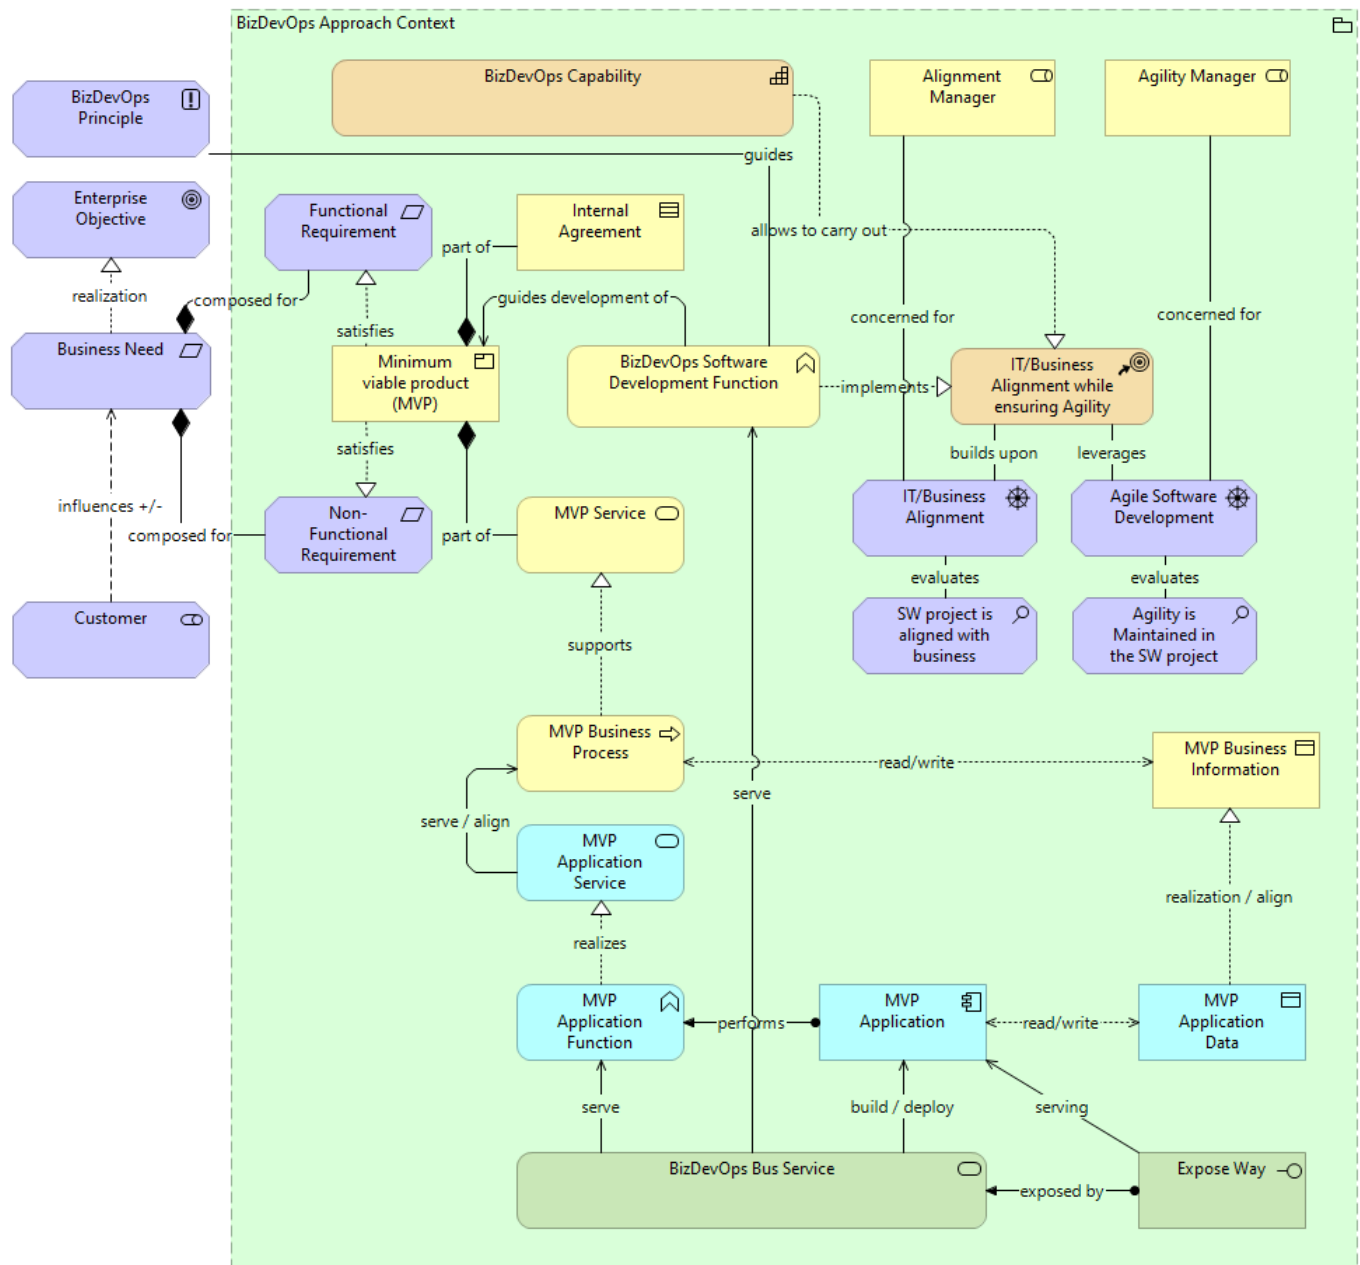 BizDevOps Approach Context
BizDevOps Capability
Alignment
Manager
Agility Manager
BizDevOps
Principle
guides
Enterprise
Objective
Functional
Requirement
Internal
Agreement
part of
allows to carry out
realization
composed for
guides development of
satisfies
concerned for
concerned for
Business Need
Minimum
viable product
(MVP)
BizDevOps Software
Development Function
implements
IT/Business
Alignment while
ensuring Agility
satisfies
builds upon
leverages
influences +/-
composed for
Non-
Functional
Requirement
part of
MVP Service
IT/Business
Alignment
Agile Software
Development
evaluates
evaluates
Customer
SW project is
aligned with
business
Agility is
Maintained in
the SW project
supports
MVP Business
Process
read/write
MVP Business
Information
serve
serve / align
MVP
Application
Service
realization / align
realizes
MVP
Application
Function
performs
MVP
Application
read/write
MVP
Application
Data
serve
build / deploy
serving
BizDevOps Bus Service
exposed by
Expose Way